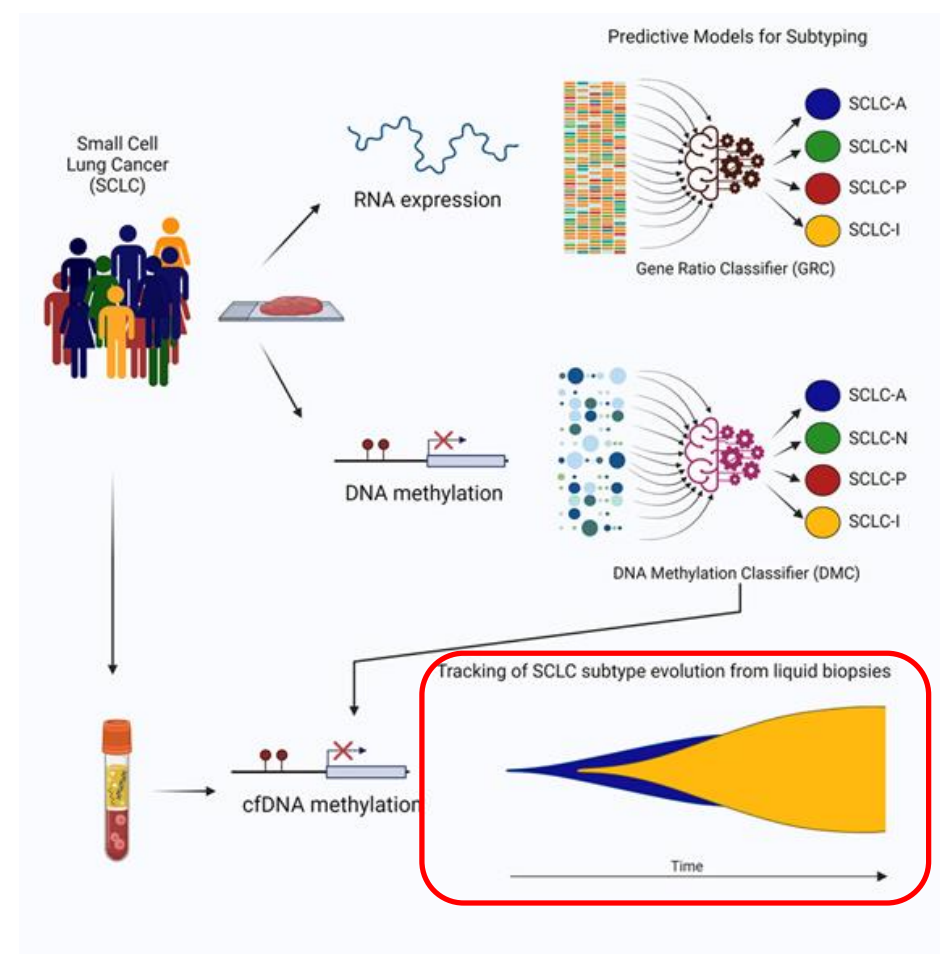 Predictive Models for Subtyping
Small Cell
Lung Cancer
(SCLC)
RNA expression
SCLC-A
SCLC-N
SCLC-P
SCLC-I
Gene Ratio Classifier (GRC)
DNA methylation
SCLC-A
SCLC-N
SCLC-P
SCLC-I
DNA Methylation Classifier (DMC)
Tracking of SCLC subtype evolution from liquid biopsies
cfDNA methylation
Time